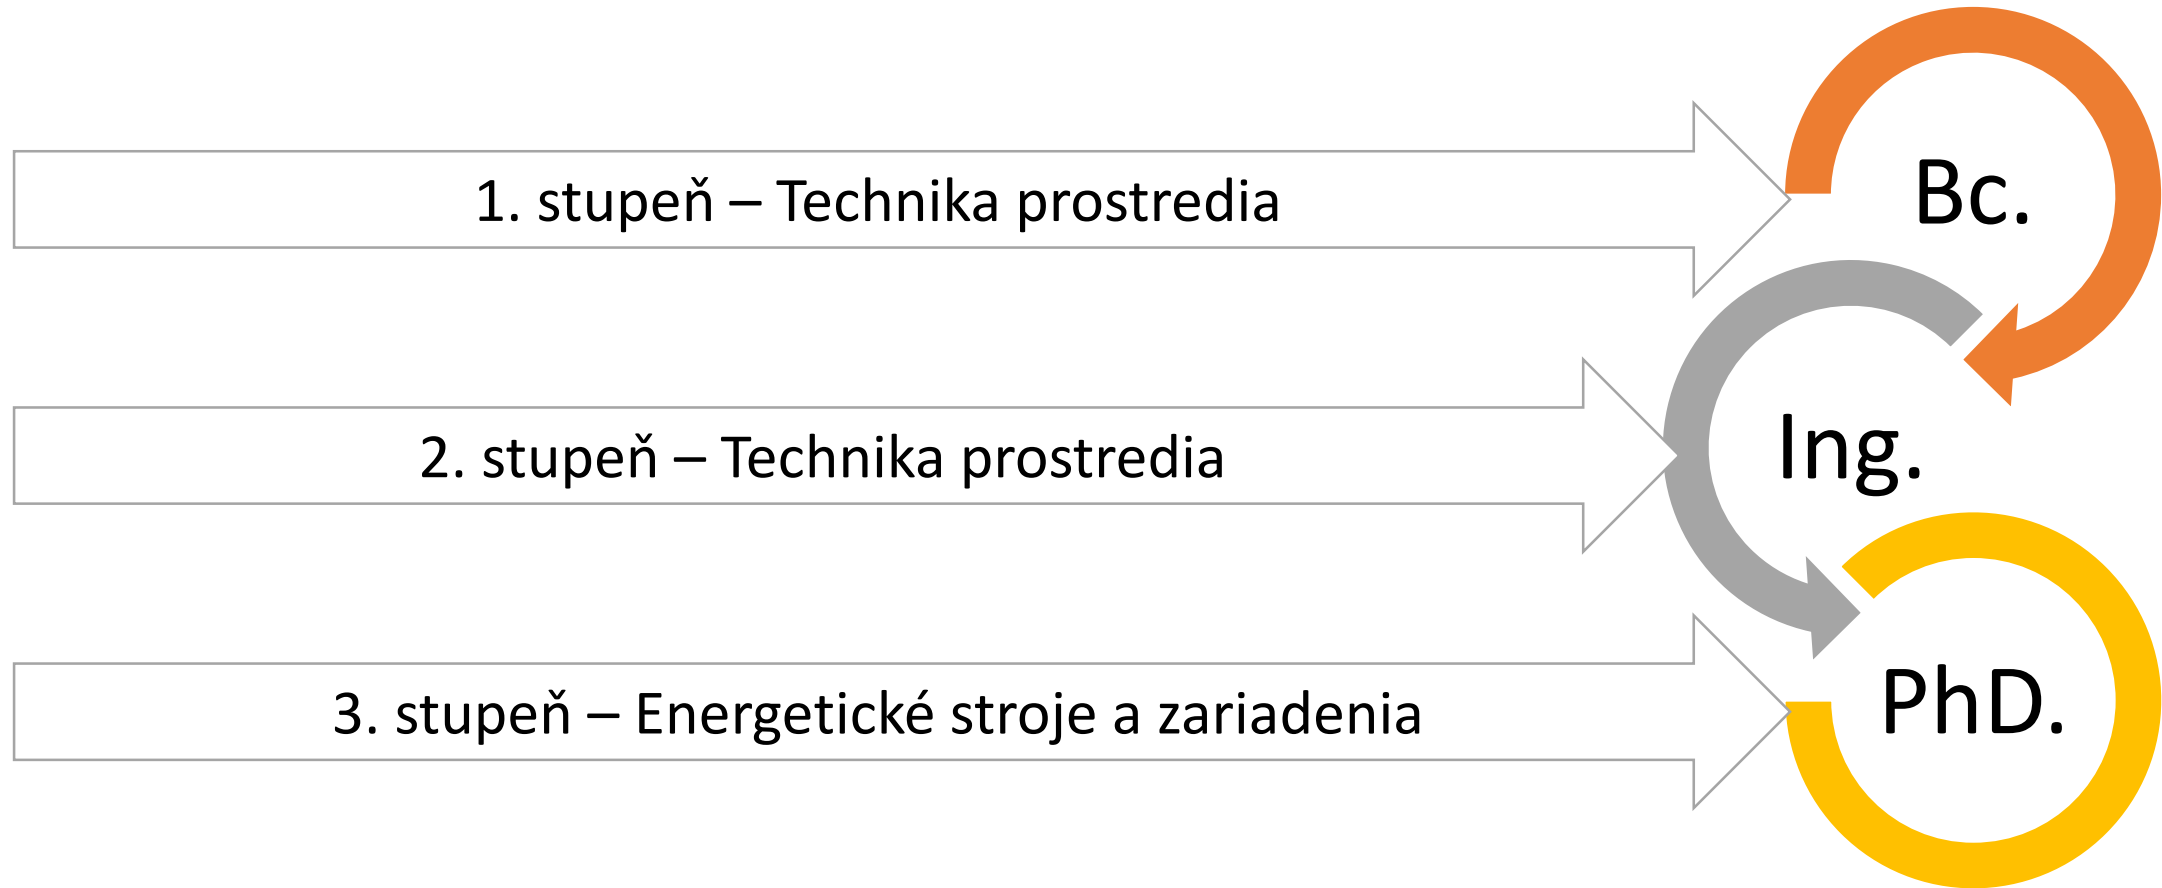 1. stupeň – Technika prostredia
Bc.
2. stupeň – Technika prostredia
Ing.
3. stupeň – Energetické stroje a zariadenia
PhD.